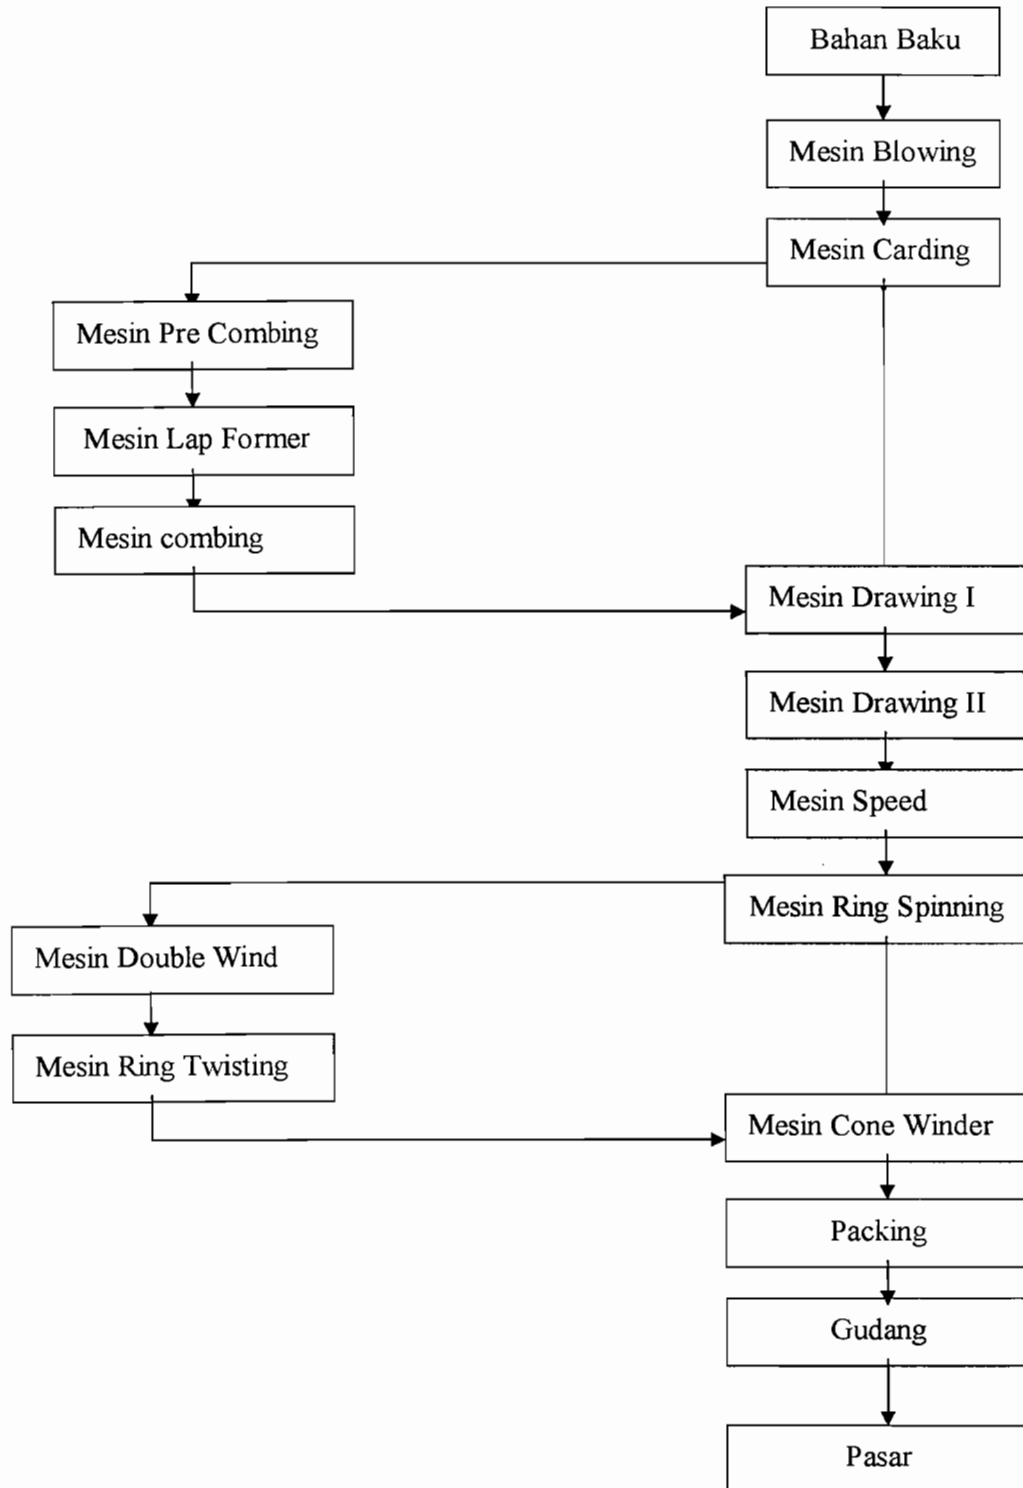 Bahan Baku
Mesin Blowing
Mesin Carding
Mesin Pre Combing
Mesin Lap Former
Mesin combing
Mesin Drawing I
Mesin Drawing II
Mesin Speed
Mesin Ring Spinning
Mesin Double Wind
Mesin Ring Twisting
Mesin Cone Winder
Packing
Gudang
Pasar